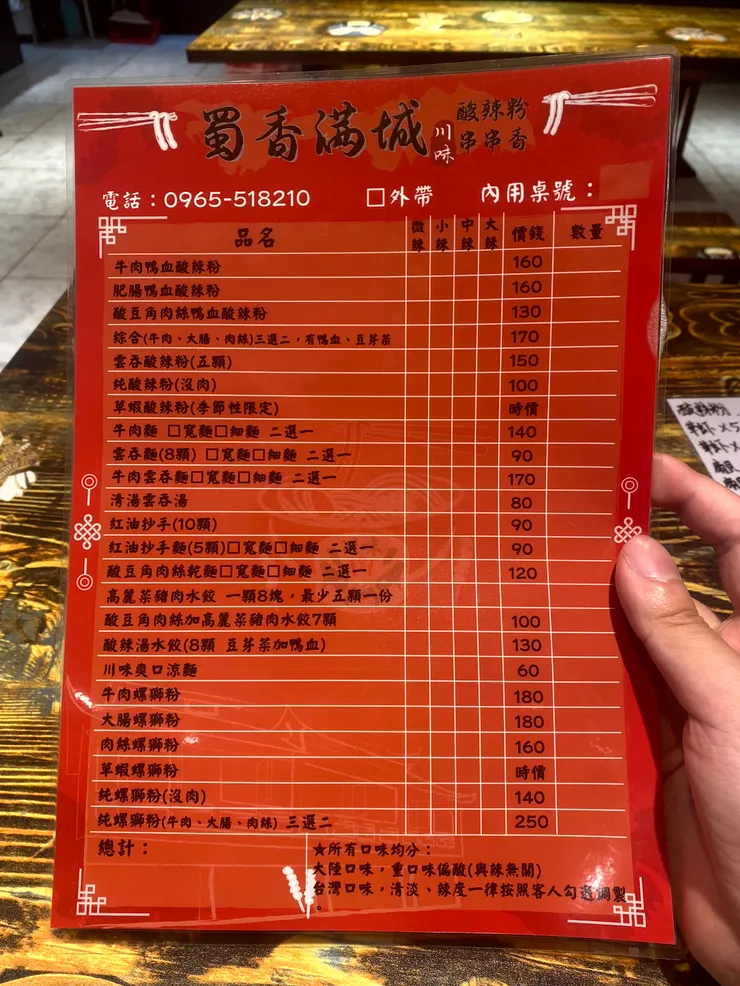 蜀香滿城
川味
酸辣粉
串串香
電話：0965-518210 □外帶 內用桌號：
品名 微辣 小辣 中辣 大辣 價錢 數量
牛肉鴨血酸辣粉 160
肥腸鴨血酸辣粉 160
酸豆角肉絲鴨血酸辣粉 130
綜合(牛肉、大腸、肉絲)三選二，有鴨血、豆芽菜 170
雲吞酸辣粉(五顆) 150
純酸辣粉(沒肉) 100
草蝦酸辣粉(季節性限定) 時價
牛肉麵 □寬麵□細麵 二選一 140
雲吞麵(8顆) □寬麵□細麵 二選一 90
牛肉雲吞麵□寬麵□細麵 二選一 170
清湯雲吞湯 80
紅油抄手(10顆) 90
紅油抄手麵(5顆)□寬麵□細麵 二選一 90
酸豆角肉絲乾麵□寬麵□細麵 二選一 120
高麗菜豬肉水餃 一顆8塊，最少五顆一份
酸豆角肉絲加高麗菜豬肉水餃7顆 100
酸辣湯水餃(8顆 豆芽菜加鴨血) 130
川味爽口涼麵 60
牛肉螺獅粉 180
大腸螺獅粉 180
肉絲螺獅粉 160
草蝦螺獅粉 時價
純螺獅粉(沒肉) 140
純螺獅粉(牛肉、大腸、肉絲) 三選二 250
總計：
★所有口味均分：
大陸口味，重口味偏酸(與辣無關)
台灣口味，清淡、辣度一律按照客人勾選調製
。
酸辣粉
草蝦 x5
草蝦 x